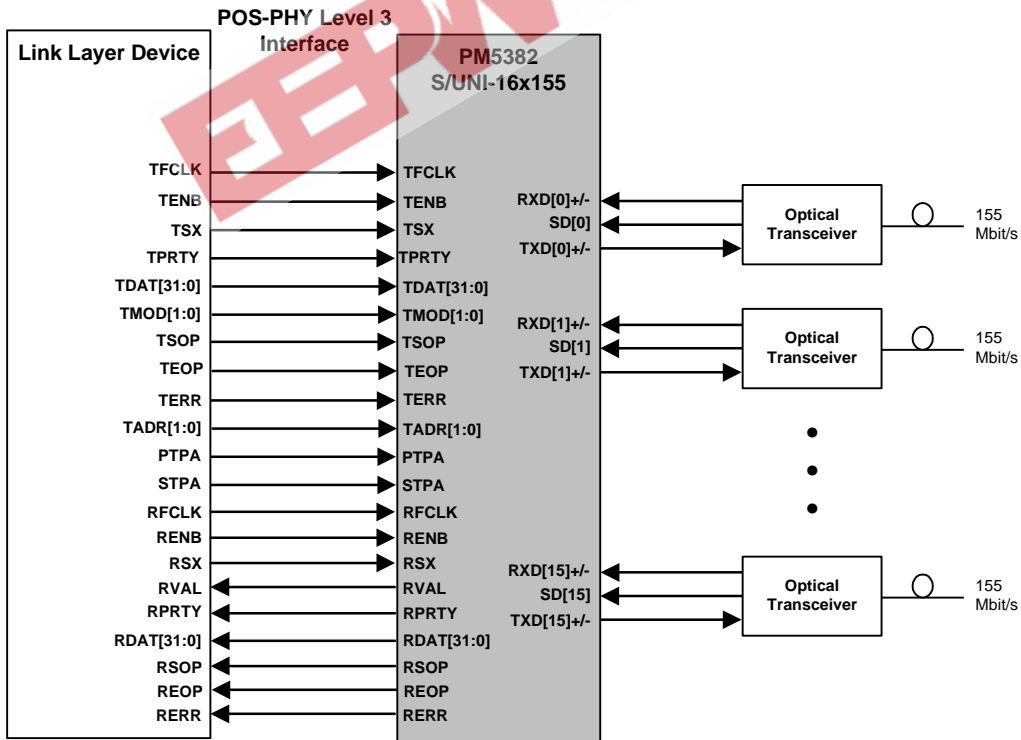 POS-PHY Level 3
Interface
Link Layer Device
PM5382
S/UNI-16x155
TFCLK
TENB
TSX
TPRTY
TDAT[31:0]
TMOD[1:0]
TSOP
TEOP
TERR
TADR[1:0]
PTPA
STPA
RFCLK
RENB
RSX
RVAL
RPRTY
RDAT[31:0]
RSOP
REOP
RERR
TFCLK
TENB
TSX
TPRTY
TDAT[31:0]
TMOD[1:0]
TSOP
TEOP
TERR
TADR[1:0]
PTPA
STPA
RFCLK
RENB
RSX
RVAL
RPRTY
RDAT[31:0]
RSOP
REOP
RERR
RXD[0]+/-
SD[0]
TXD[0]+/-
Optical
Transceiver
155
Mbit/s
RXD[1]+/-
SD[1]
TXD[1]+/-
Optical
Transceiver
155
Mbit/s
RXD[15]+/-
SD[15]
TXD[15]+/-
Optical
Transceiver
155
Mbit/s